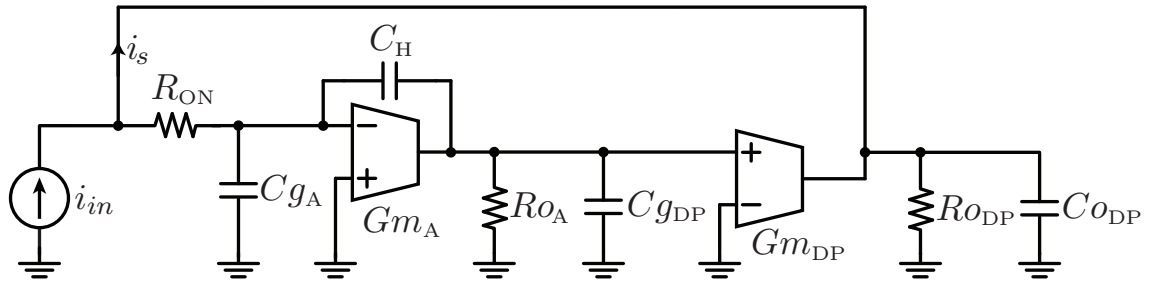 C_H
i_s
R_ON
i_in
Cg_A
Gm_A
Ro_A
Cg_DP
Gm_DP
Ro_DP
Co_DP